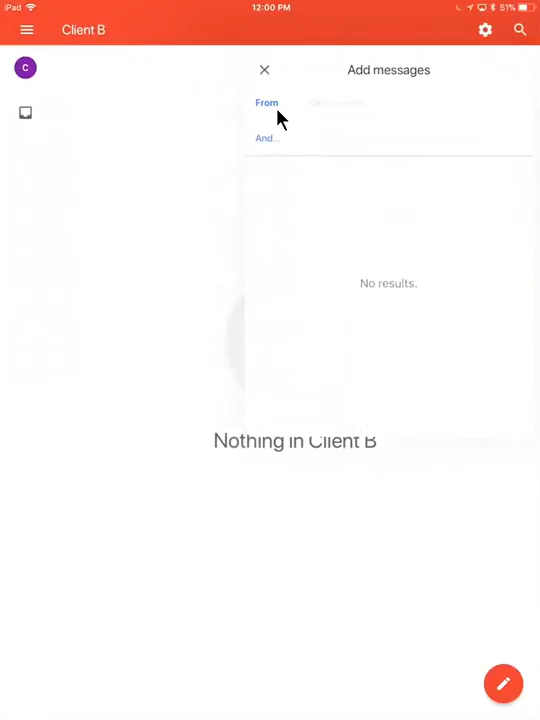 iPad 12:00 PM 51%
Client B
C
Add messages
From
And...
No results.
Nothing in Client B